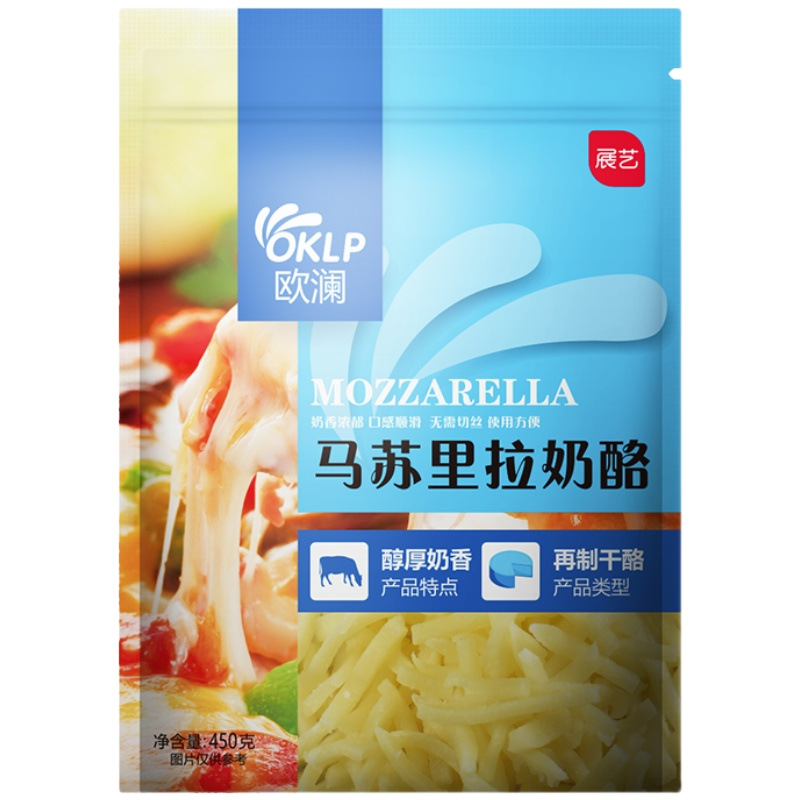 展艺
OKLP
欧澜
MOZZARELLA
奶香浓郁 口感顺滑 无需切丝 使用方便
马苏里拉奶酪
醇厚奶香
产品特点
再制干酪
产品类型
净含量:450克
图片仅供参考